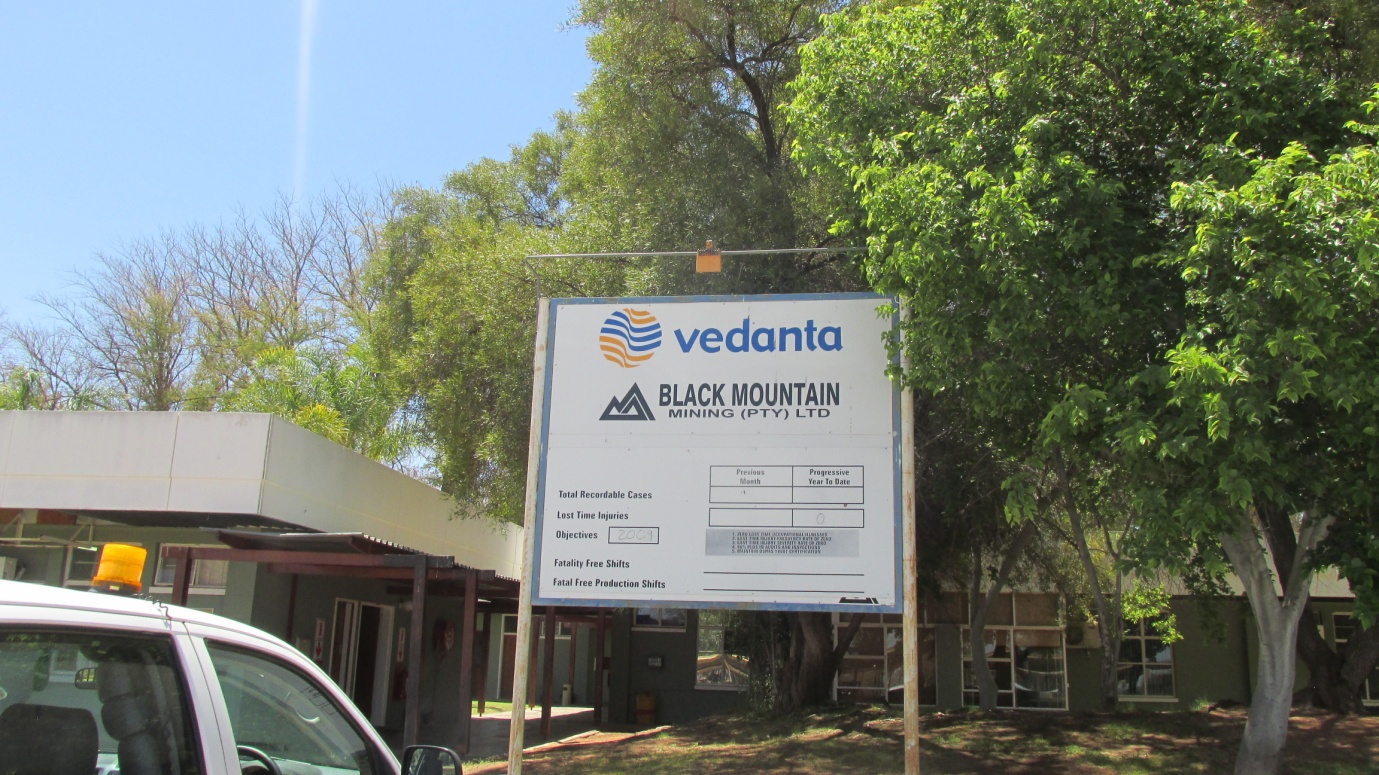 vedanta
BLACK MOUNTAIN
MINING (PTY) LTD
Previous Month
Progressive Year To Date
Total Recordable Cases
Lost Time Injuries
0
Objectives 2009
Fatality Free Shifts
Fatal Free Production Shifts